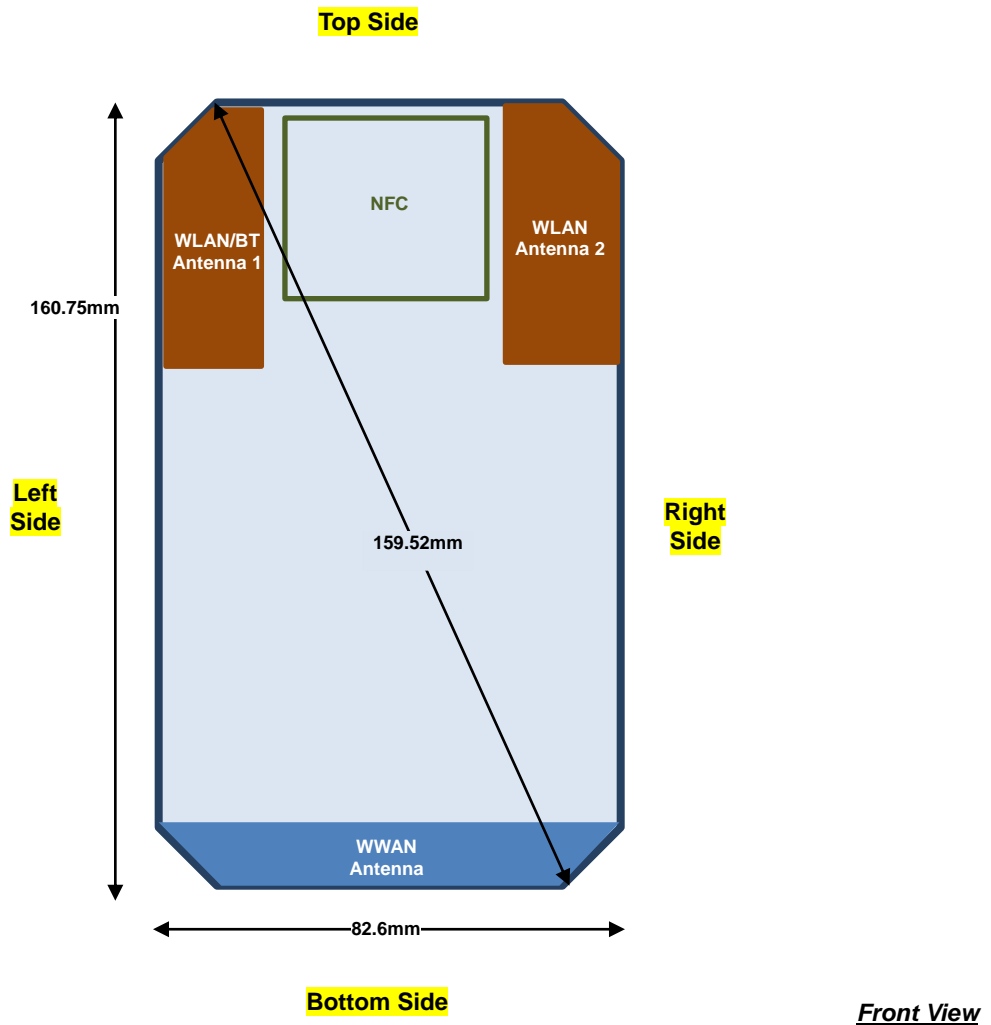 Top Side
NFC
WLAN/BT
Antenna 1
WLAN
Antenna 2
160.75mm
Left
Side
Right
Side
159.52mm
WWAN
Antenna
82.6mm
Bottom Side
Front View